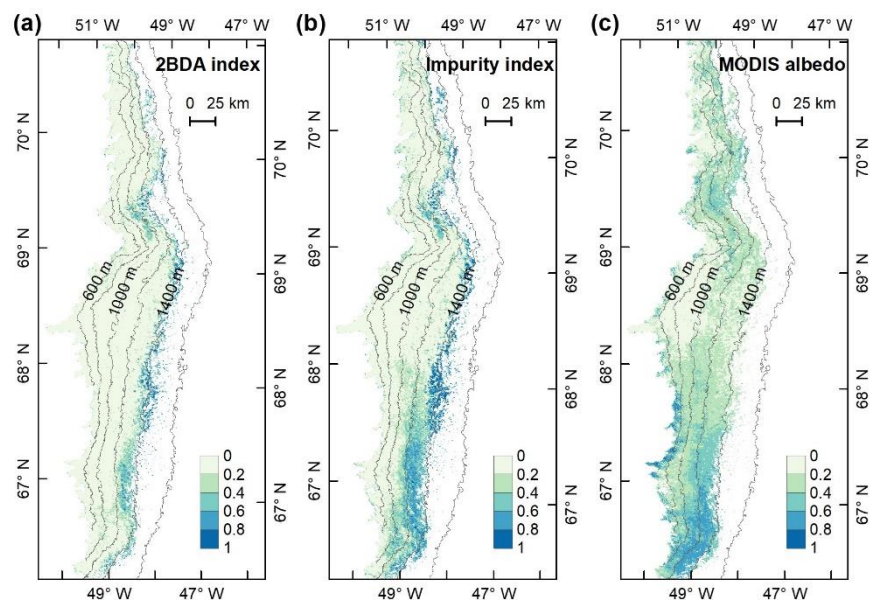 (a)
51° W 49° W 47° W
2BDA index
0 25 km
70° N
70° N
69° N
69° N
600 m
1000 m
1400 m
68° N
68° N
67° N
67° N
0
0.2
0.4
0.6
0.8
1
49° W 47° W
(b)
51° W 49° W 47° W
Impurity index
0 25 km
70° N
70° N
69° N
69° N
600 m
1000 m
1400 m
68° N
68° N
67° N
67° N
0
0.2
0.4
0.6
0.8
1
49° W 47° W
(c)
51° W 49° W 47° W
MODIS albedo
0 25 km
70° N
70° N
69° N
69° N
600 m
1000 m
1400 m
68° N
68° N
67° N
67° N
0
0.2
0.4
0.6
0.8
1
49° W 47° W